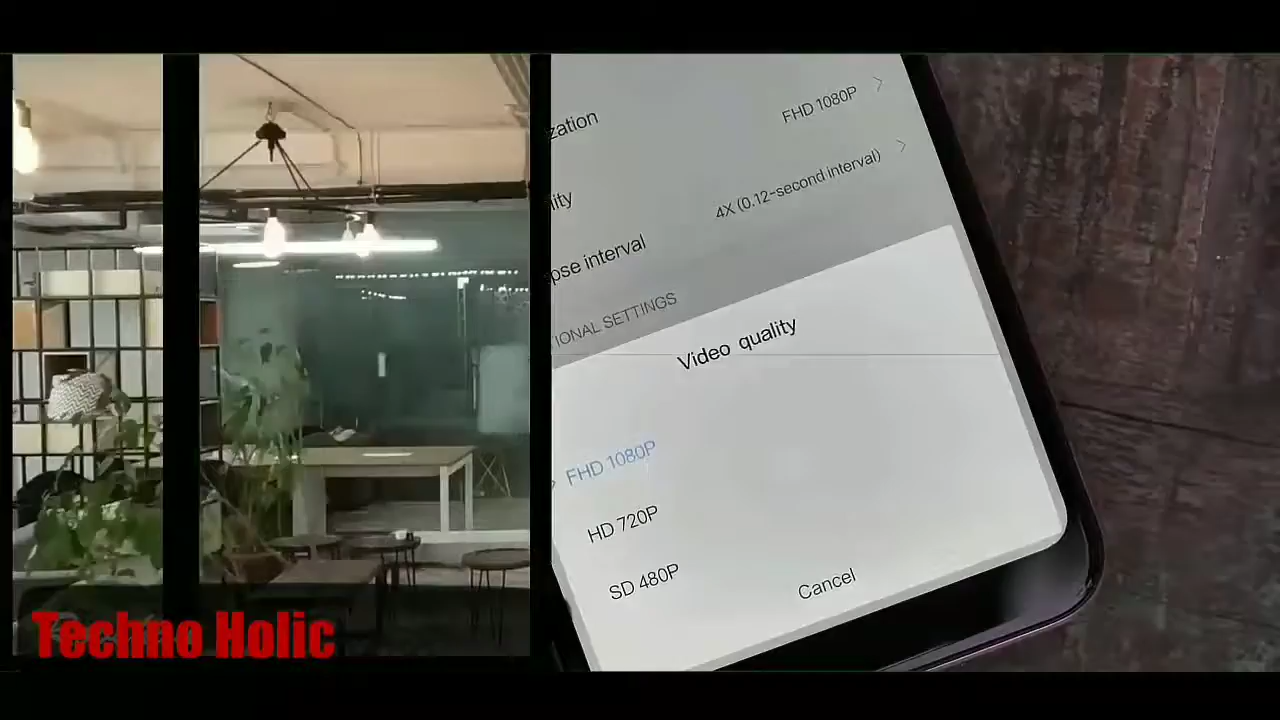 zation
FHD 1080P
lity
4X (0.12-second interval)
pse interval
IONAL SETTINGS
Video quality
FHD 1080P
HD 720P
SD 480P
Cancel
Techno Holic